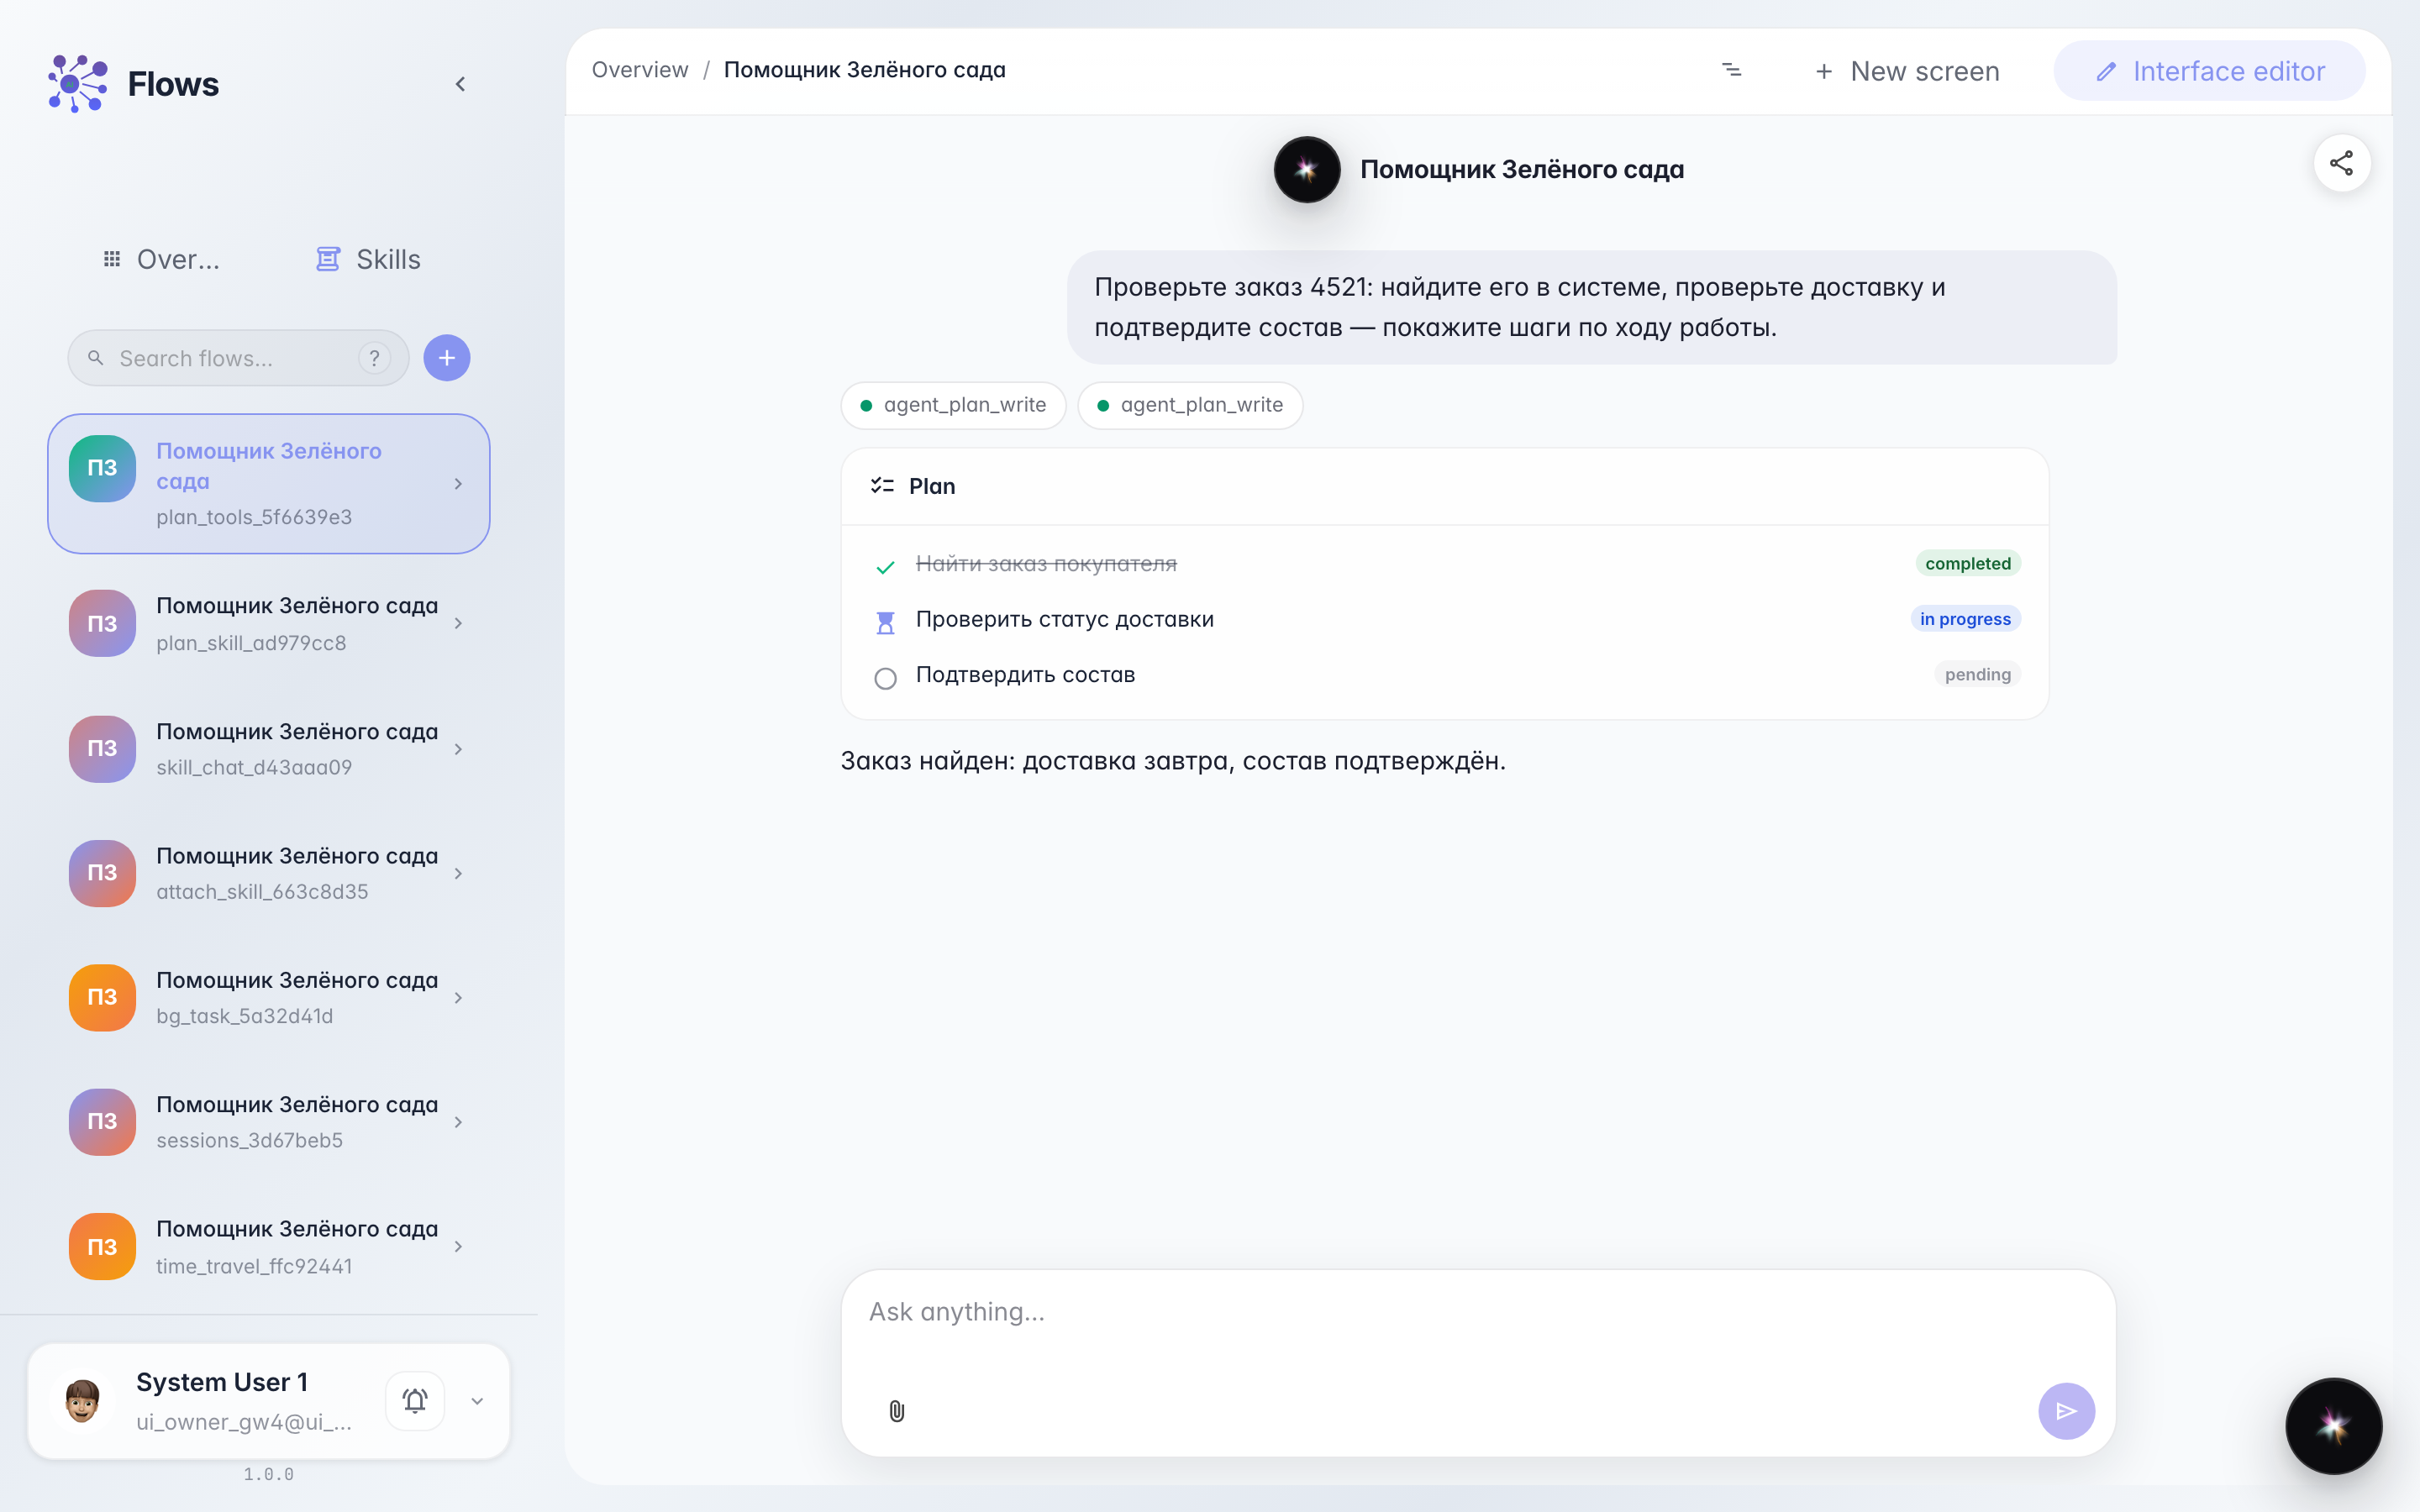 Flows
Over...
Skills
Search flows...
?
ПЗ
Помощник Зелёного
сада
plan_tools_5f6639e3
ПЗ
Помощник Зелёного сада
plan_skill_ad979cc8
ПЗ
Помощник Зелёного сада
skill_chat_d43aaa09
ПЗ
Помощник Зелёного сада
attach_skill_663c8d35
ПЗ
Помощник Зелёного сада
bg_task_5a32d41d
ПЗ
Помощник Зелёного сада
sessions_3d67beb5
ПЗ
Помощник Зелёного сада
time_travel_ffc92441
System User 1
ui_owner_gw4@ui_...
1.0.0
Overview / Помощник Зелёного сада
New screen
Interface editor
Помощник Зелёного сада
Проверьте заказ 4521: найдите его в системе, проверьте доставку и
подтвердите состав — покажите шаги по ходу работы.
agent_plan_write
agent_plan_write
Plan
Найти заказ покупателя
completed
Проверить статус доставки
in progress
Подтвердить состав
pending
Заказ найден: доставка завтра, состав подтверждён.
Ask anything...